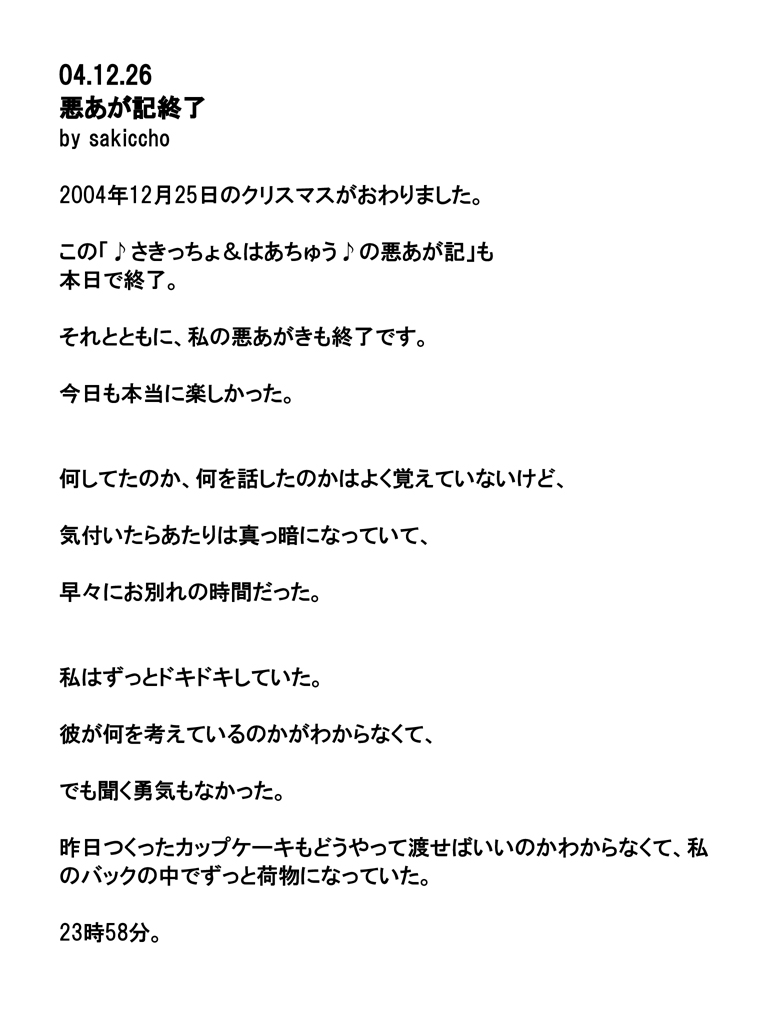 04.12.26
悪あが記終了
by sakiccho
2004年12月25日のクリスマスがおわりました。
この「♪さきっちょ＆はあちゅう♪の悪あが記」も
本日で終了。
それとともに、私の悪あがきも終了です。
今日も本当に楽しかった。
何してたのか、何を話したのかはよく覚えていないけど、
気付いたらあたりは真っ暗になっていて、
早々にお別れの時間だった。
私はずっとドキドキしていた。
彼が何を考えているのかがわからなくて、
でも聞く勇気もなかった。
昨日つくったカップケーキもどうやって渡せばいいのかわからなくて、私
のバックの中でずっと荷物になっていた。
23時58分。